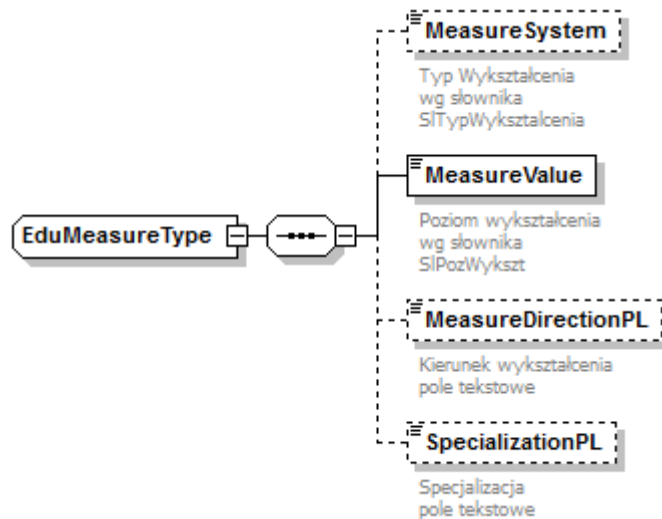 MeasureSystem
Typ Wykształcenia
wg słownika
SlTypWyksztalcenia
MeasureValue
Poziom wykształcenia
wg słownika
SlPozWykszt
EduMeasureType
MeasureDirectionPL
Kierunek wykształcenia
pole tekstowe
SpecializationPL
Specjalizacja
pole tekstowe